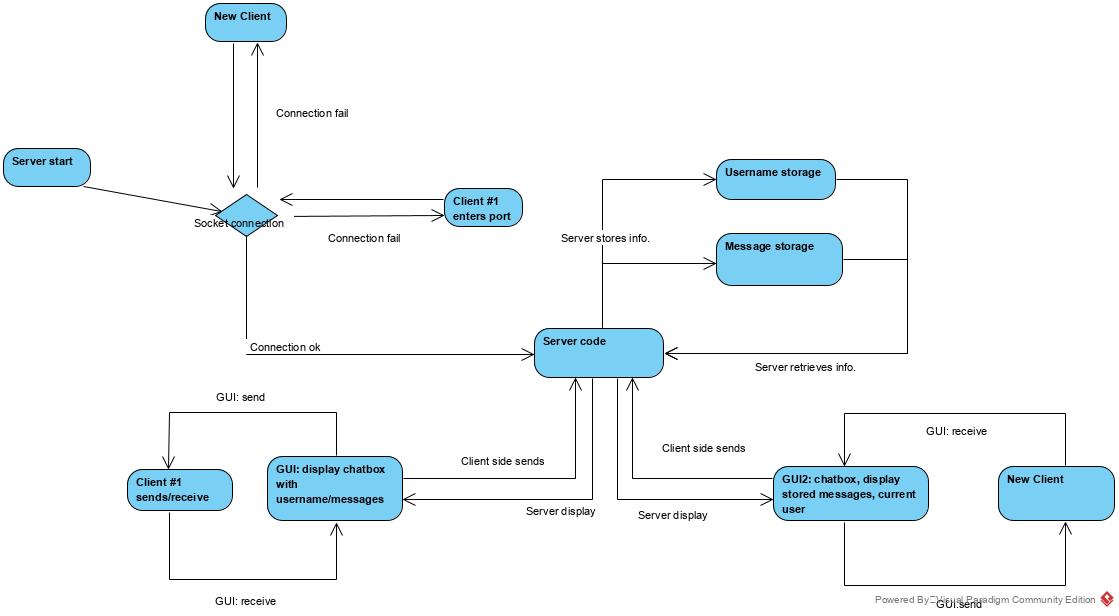 New Client
Connection fail
Server start
Socket connection
Client #1
enters port
Connection fail
Username storage
Server stores info.
Message storage
Server code
Connection ok
Server retrieves info.
GUI: send
GUI: receive
Client side sends
Client side sends
GUI: display chatbox
with
username/messages
Client #1
sends/receive
GUI2: chatbox, display
stored messages, current
user
New Client
Server display
Server display
GUI: receive
GUI:send
Powered By Visual Paradigm Community Edition